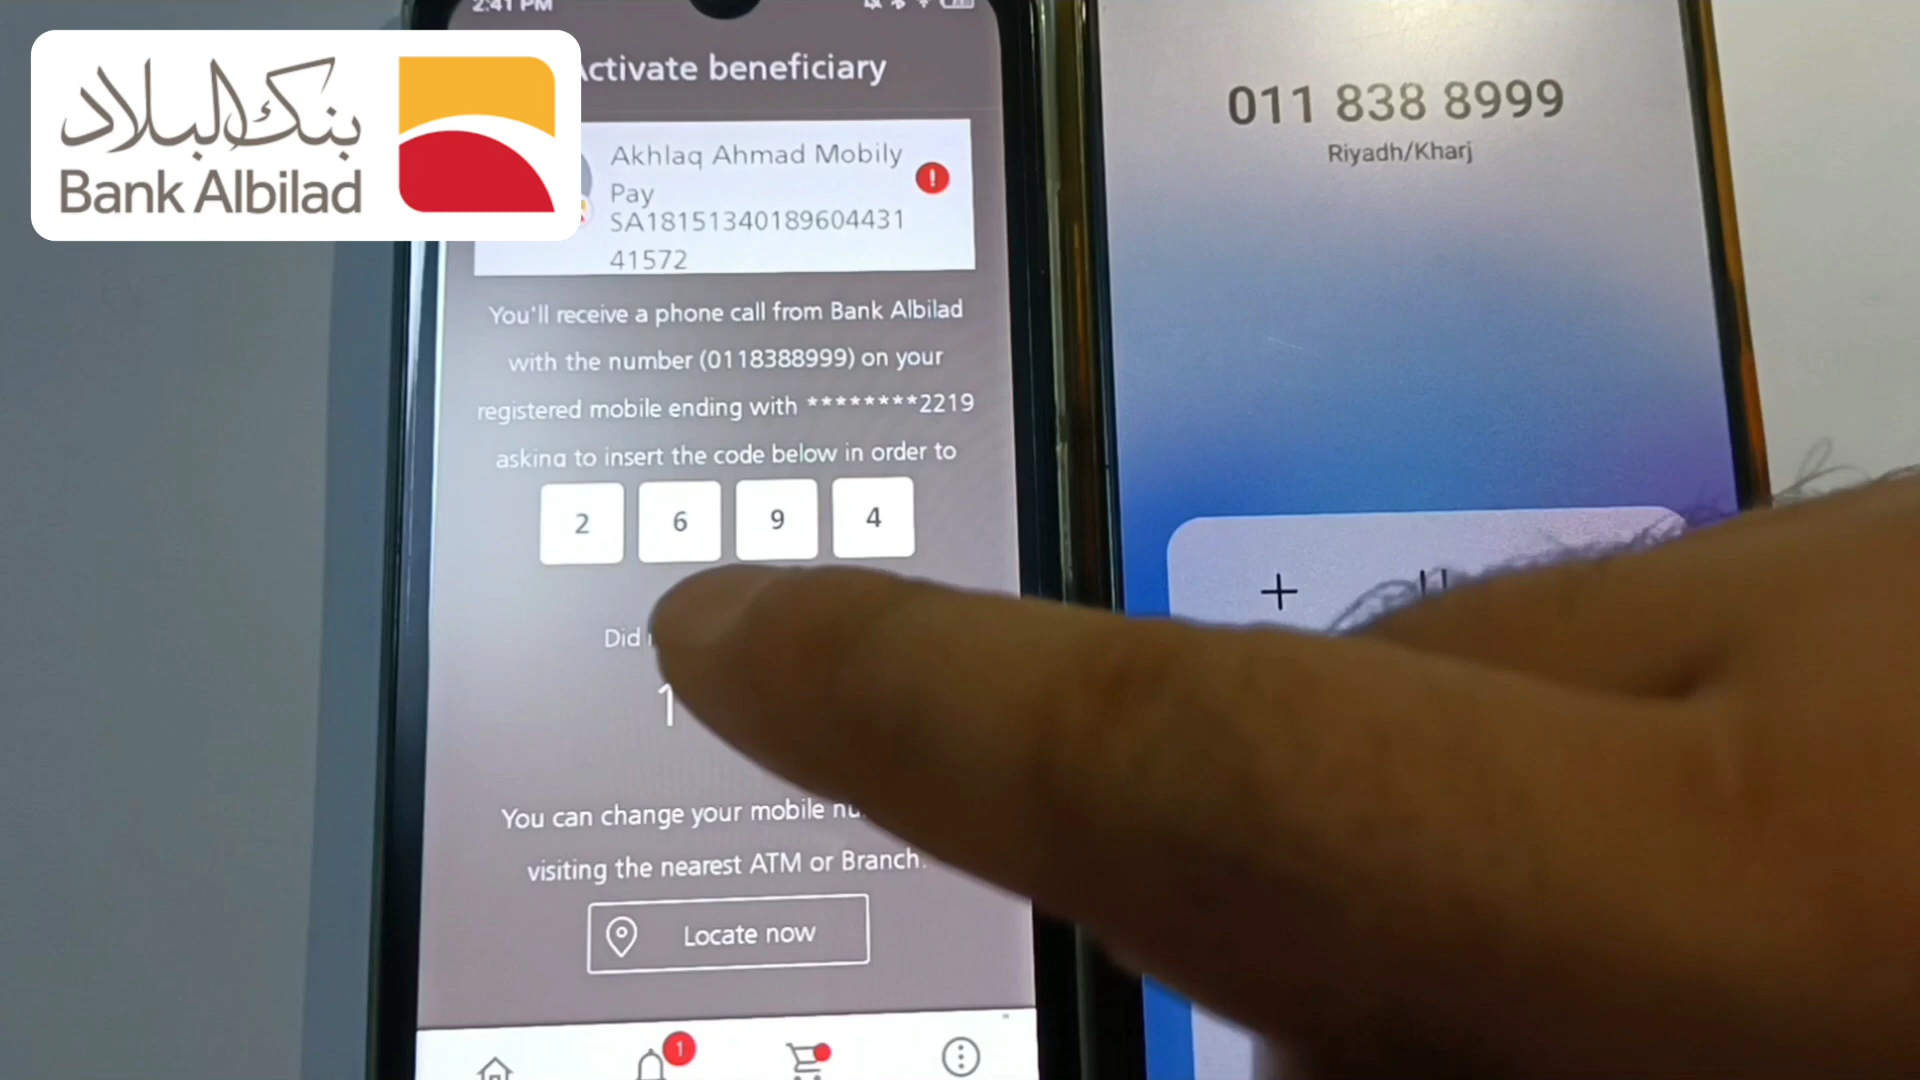 2:41 PM
بنك البلاد
Bank Albilad
Activate beneficiary
Akhlaq Ahmad Mobily
Pay
SA18151340189604431
41572
You'll receive a phone call from Bank Albilad
with the number (0118388999) on your
registered mobile ending with ********2219
asking to insert the code below in order to
2 6 9 4
Did
1
You can change your mobile
visiting the nearest ATM or Branch.
Locate now
1
011 838 8999
Riyadh/Kharj